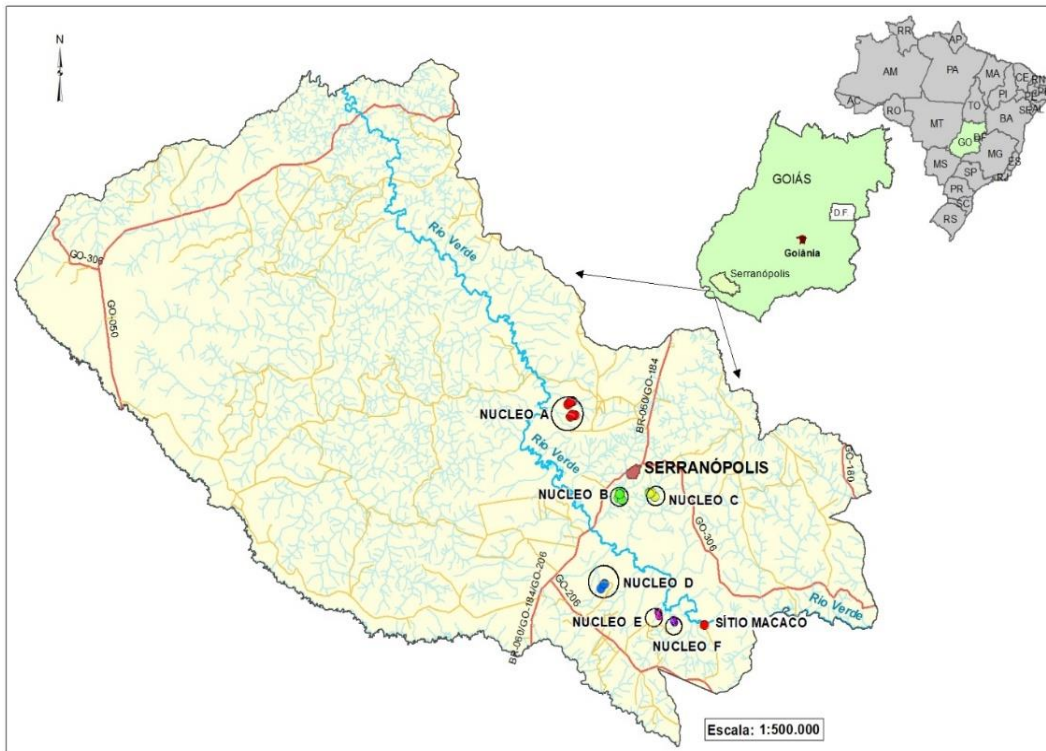 N
RR
AP
AM
PA
MA
CE
RN
AC
RO
TO
PI
MT
BA
GO
DF
MG
ES
MS
SP
RJ
PR
SC
RS
GOIÁS
D.F.
Goiânia
Serranópolis
Rio Verde
GO-306
GO-050
BR-060/GO-184
NUCLEO A
Rio Verde
SERRANÓPOLIS
GO-180
NUCLEO B
NUCLEO C
GO-306
NUCLEO D
GO-206
BR-060/GO-184/GO-206
Rio Verde
NUCLEO E
SÍTIO MACACO
NUCLEO F
Escala: 1:500.000